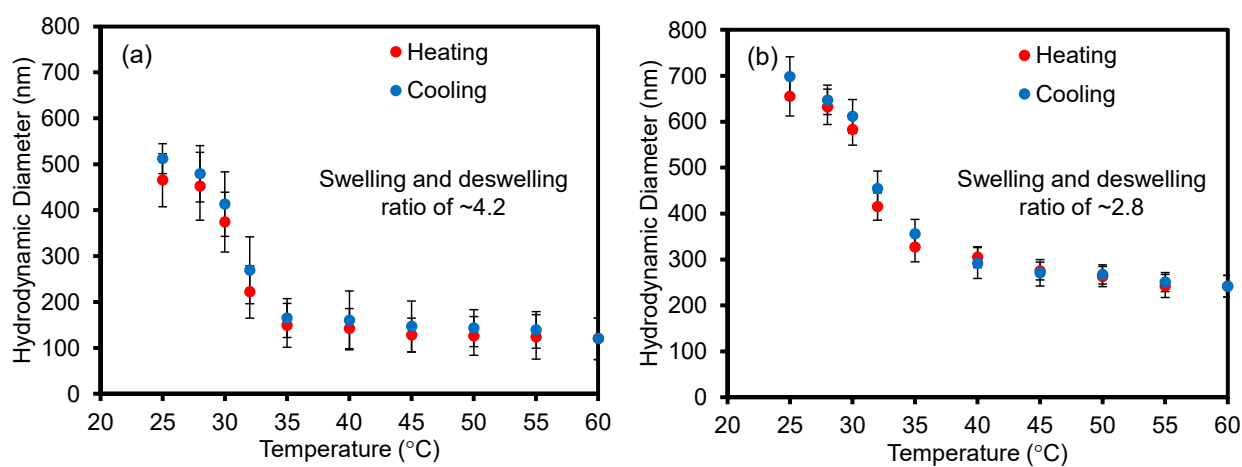 (a)
Heating
Cooling
Swelling and deswelling
ratio of ~4.2
Hydrodynamic Diameter (nm)
800
700
600
500
400
300
200
100
0
20 25 30 35 40 45 50 55 60
Temperature (°C)
(b)
Heating
Cooling
Swelling and deswelling
ratio of ~2.8
Hydrodynamic Diameter (nm)
800
700
600
500
400
300
200
100
0
20 25 30 35 40 45 50 55 60
Temperature (°C)